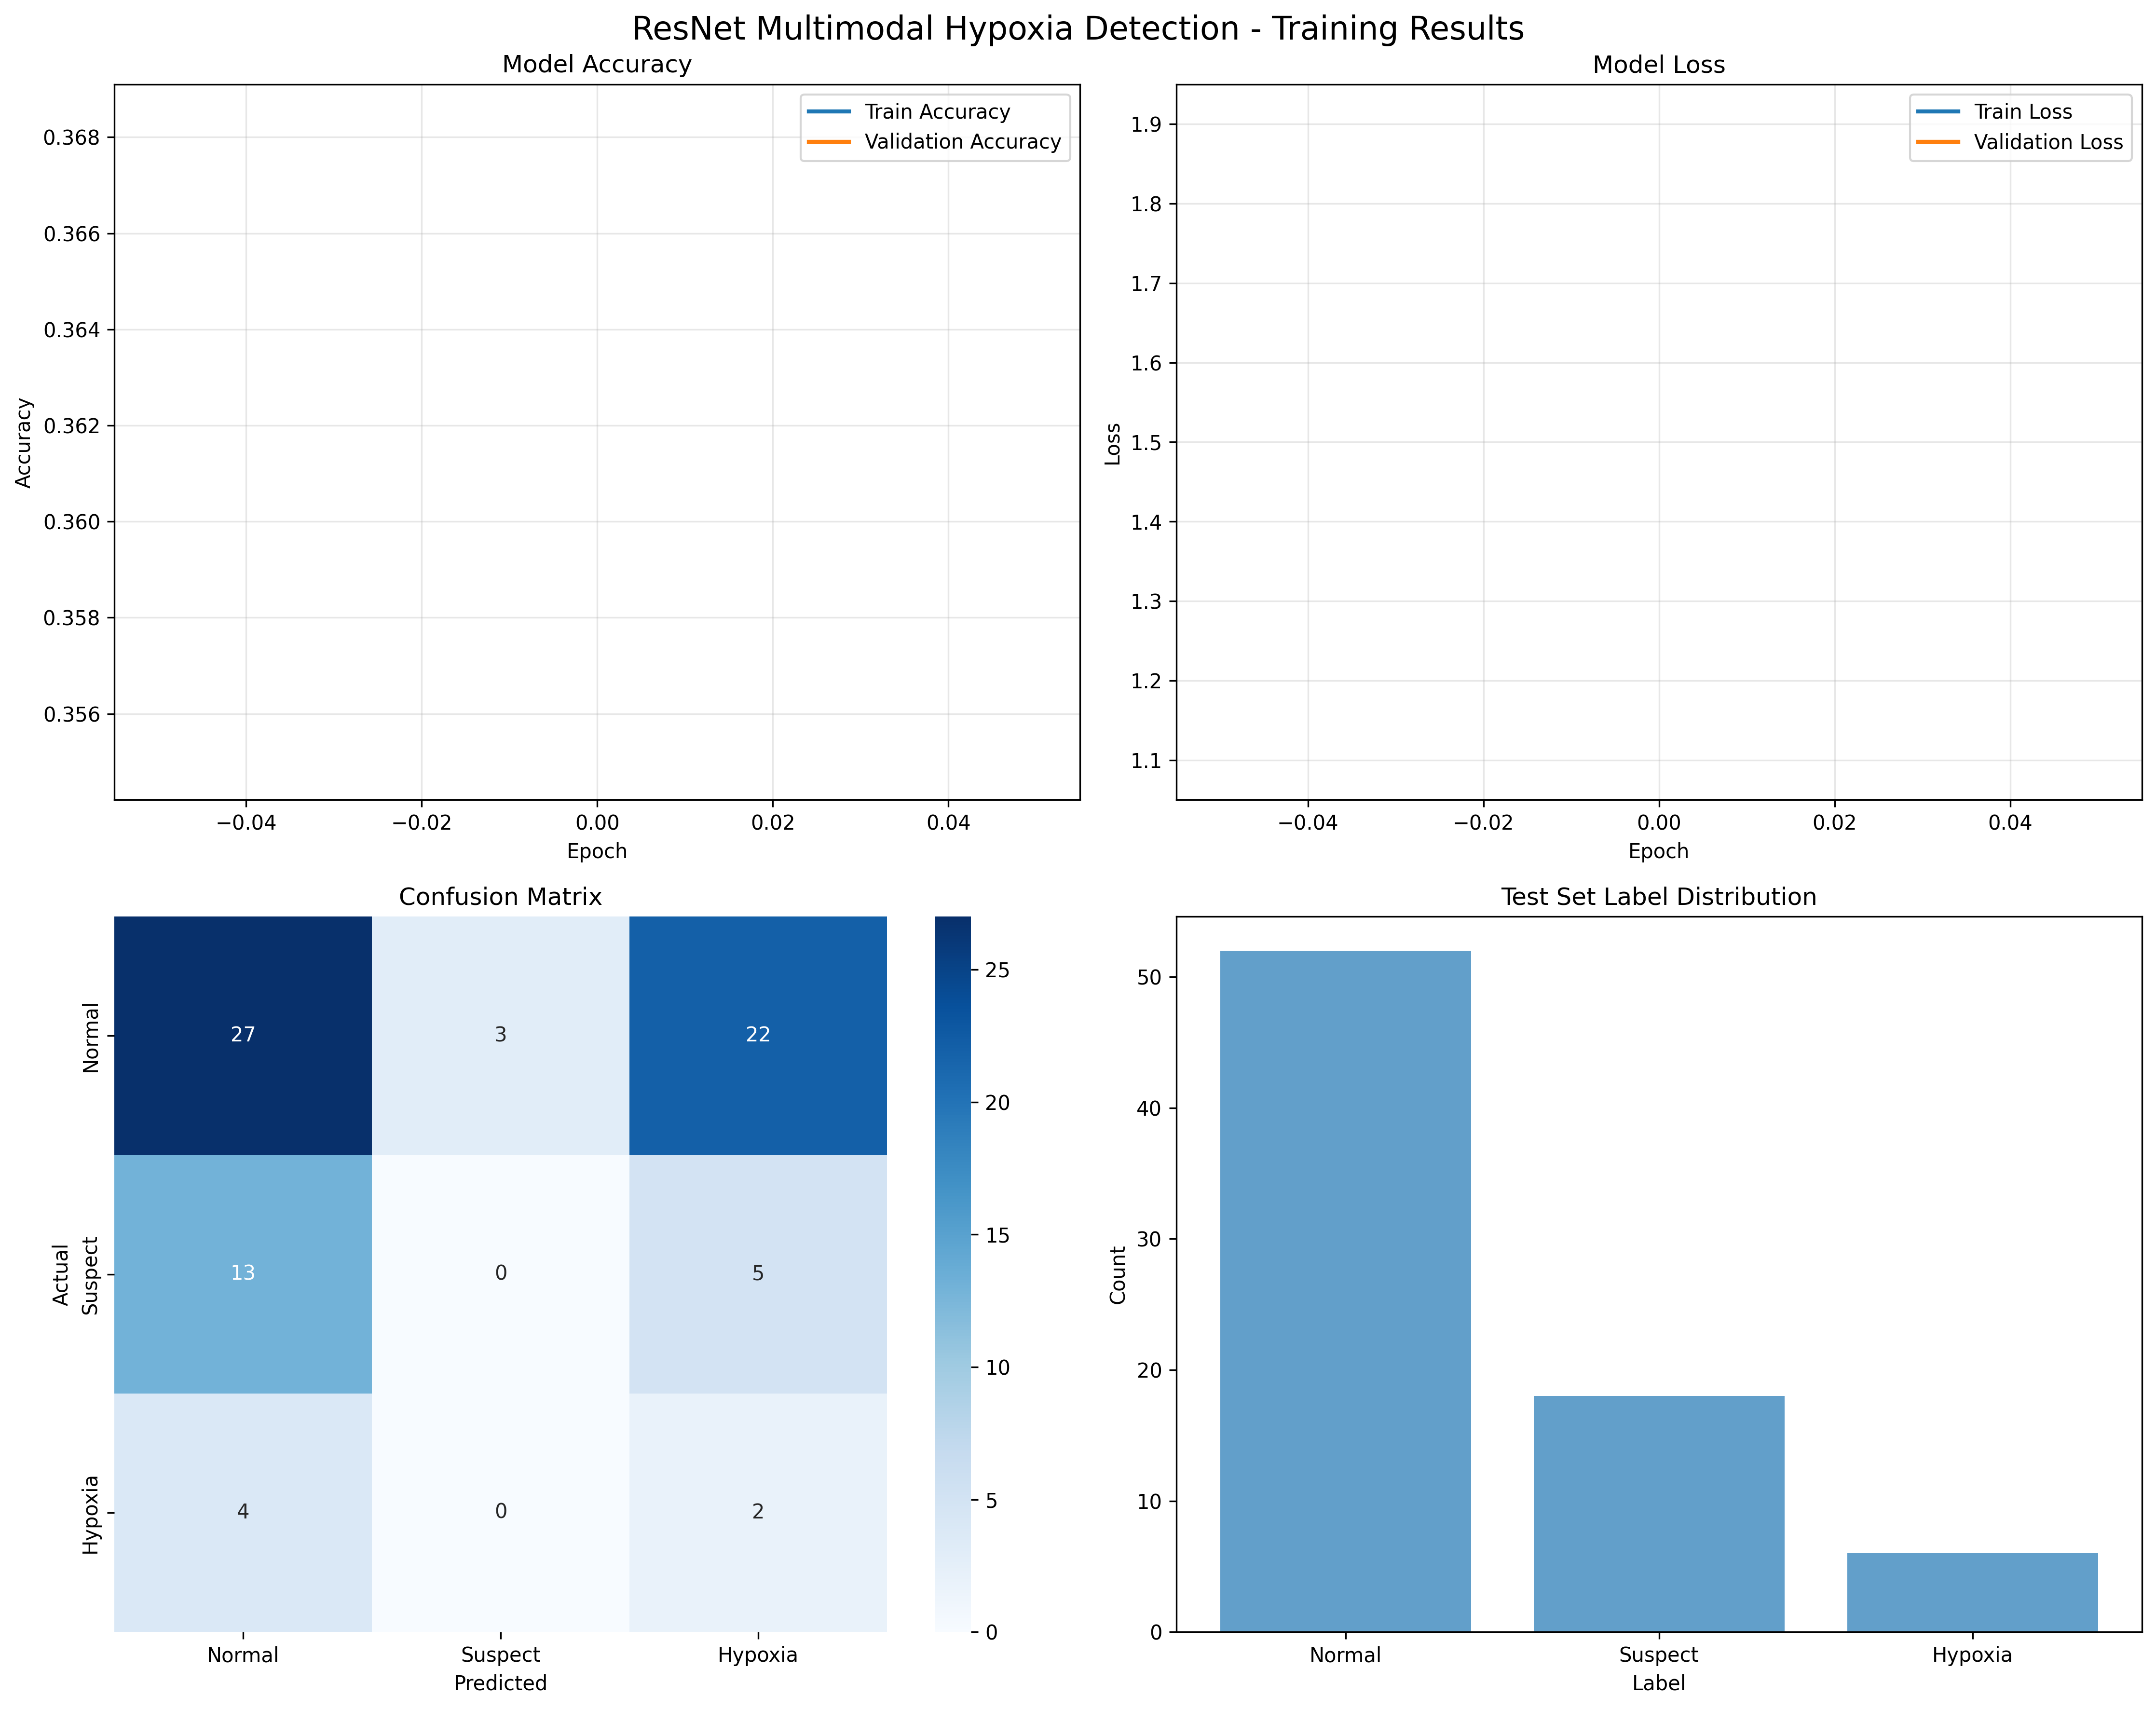 ResNet Multimodal Hypoxia Detection - Training Results
Model Accuracy
Train Accuracy
Validation Accuracy
0.368
0.366
0.364
0.362
0.360
0.358
0.356
Accuracy
−0.04
−0.02
0.00
0.02
0.04
Epoch
Model Loss
Train Loss
Validation Loss
1.9
1.8
1.7
1.6
1.5
1.4
1.3
1.2
1.1
Loss
−0.04
−0.02
0.00
0.02
0.04
Epoch
Confusion Matrix
Actual
Normal
27
3
22
Suspect
13
0
5
Hypoxia
4
0
2
Normal
Suspect
Hypoxia
Predicted
25
20
15
10
5
0
Test Set Label Distribution
50
40
30
20
10
0
Count
Normal
Suspect
Hypoxia
Label